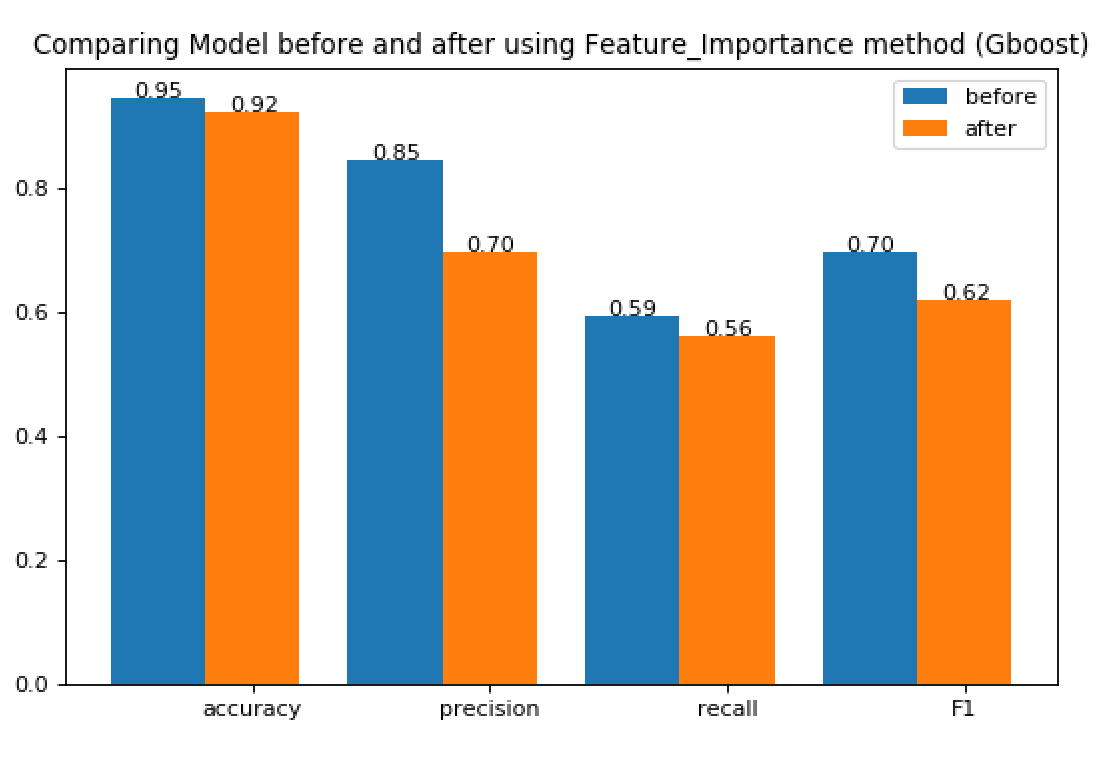 Comparing Model before and after using Feature_Importance method (Gboost)
before
after
0.95
0.92
0.85
0.70
0.59
0.56
0.70
0.62
0.8
0.6
0.4
0.2
0.0
accuracy
precision
recall
F1